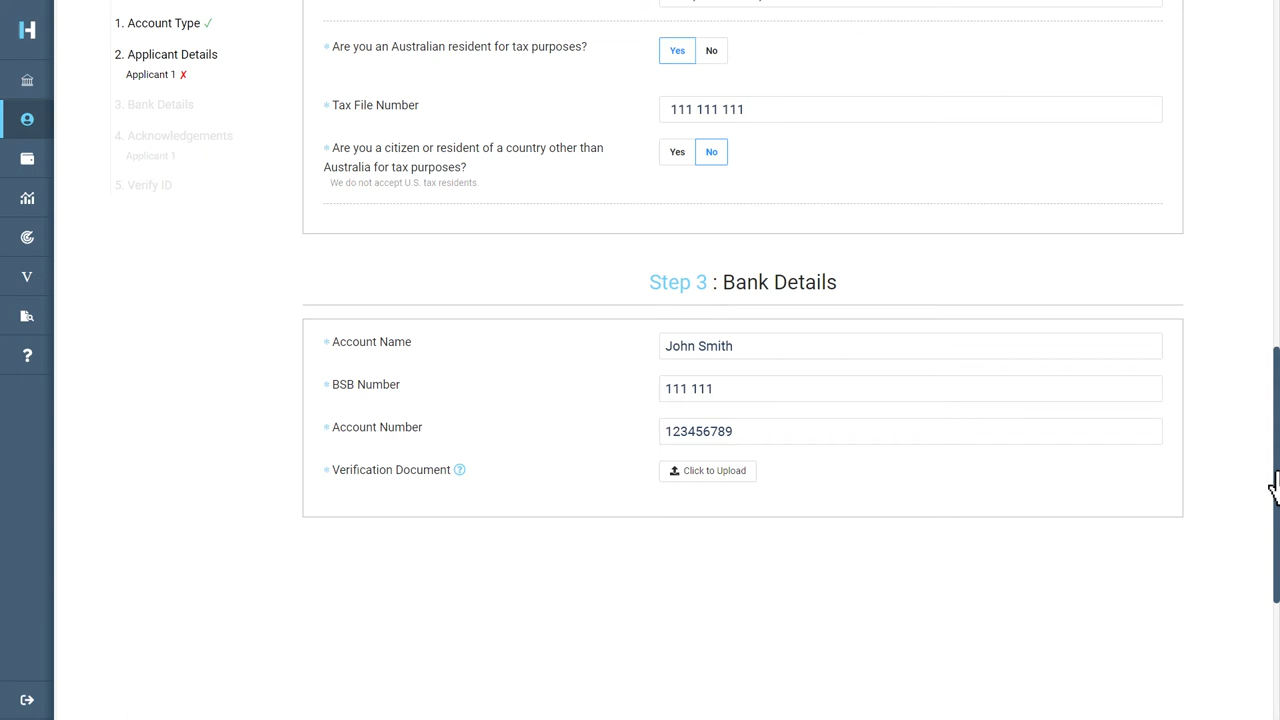 H
1. Account Type ✓
2. Applicant Details
Applicant 1 ✗
3. Bank Details
4. Acknowledgements
Applicant 1
5. Verify ID
V
?
* Are you an Australian resident for tax purposes?
Yes No
* Tax File Number
111 111 111
* Are you a citizen or resident of a country other than
Australia for tax purposes?
Yes No
We do not accept U.S. tax residents.
Step 3 : Bank Details
* Account Name
John Smith
* BSB Number
111 111
* Account Number
123456789
* Verification Document ?
Click to Upload